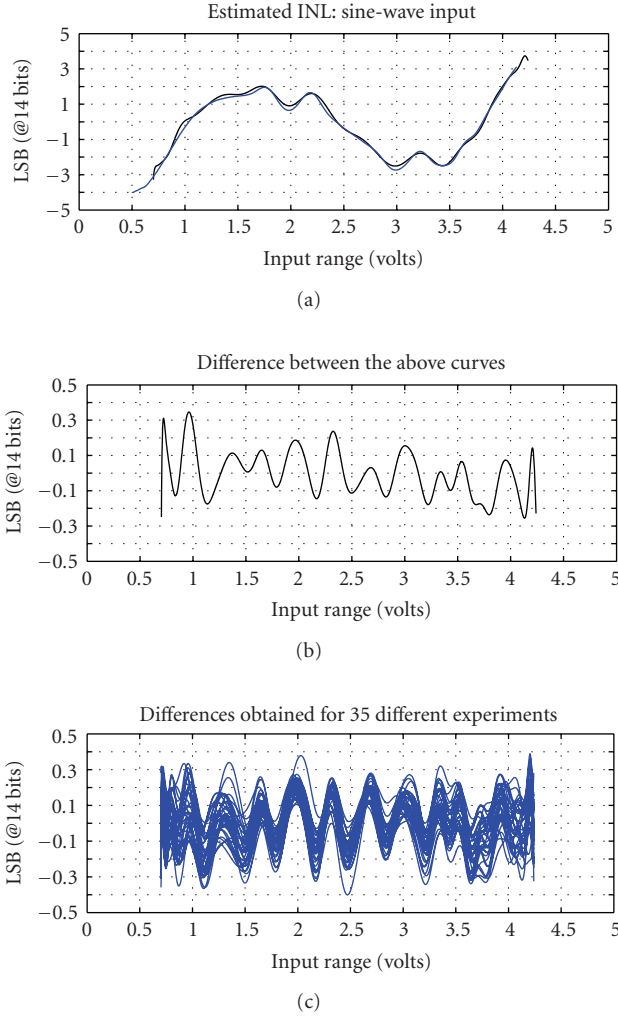 Estimated INL: sine-wave input
LSB (@14 bits)
5
3
1
−1
−3
−5
0 0.5 1 1.5 2 2.5 3 3.5 4 4.5 5
Input range (volts)
(a)
Difference between the above curves
LSB (@14 bits)
0.5
0.3
0.1
−0.1
−0.3
−0.5
0 0.5 1 1.5 2 2.5 3 3.5 4 4.5 5
Input range (volts)
(b)
Differences obtained for 35 different experiments
LSB (@14 bits)
0.5
0.3
0.1
−0.1
−0.3
−0.5
0 0.5 1 1.5 2 2.5 3 3.5 4 4.5 5
Input range (volts)
(c)